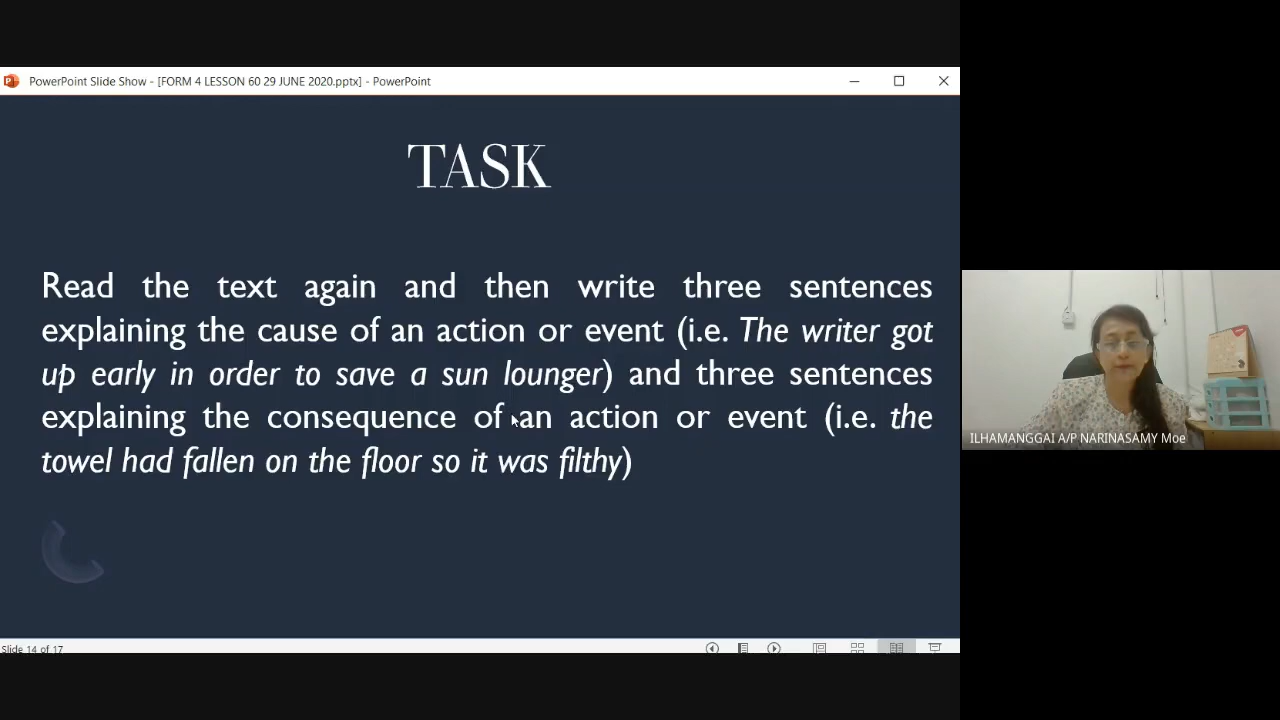 PowerPoint Slide Show - [FORM 4 LESSON 60 29 JUNE 2020.pptx] - PowerPoint
TASK
Read the text again and then write three sentences
explaining the cause of an action or event (i.e. The writer got
up early in order to save a sun lounger) and three sentences
explaining the consequence of an action or event (i.e. the
towel had fallen on the floor so it was filthy)
ILHAMANGGAI A/P NARINASAMY Moe
Slide 14 of 17